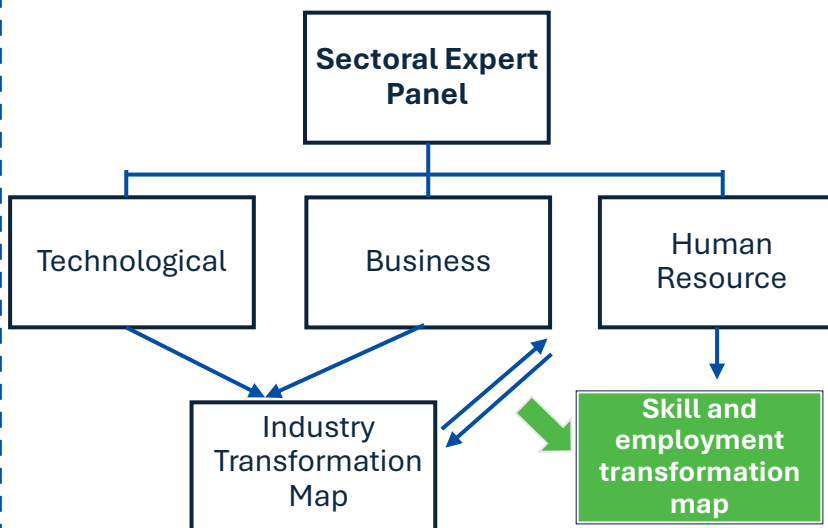 Sectoral Expert
Panel
Technological
Business
Human
Resource
Industry
Transformation
Map
Skill and
employment
transformation
map